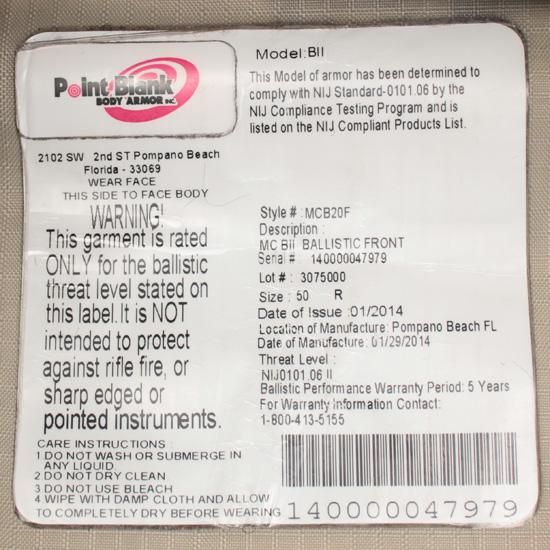 Point Blank
BODY ARMOR INC.
2102 SW 2nd ST Pompano Beach
Florida - 33069
WEAR FACE
THIS SIDE TO FACE BODY
WARNING!
This garment is rated
ONLY for the ballistic
threat level stated on
this label. It is NOT
intended to protect
against rifle fire, or
sharp edged or
pointed instruments.
CARE INSTRUCTIONS :
1 DO NOT WASH OR SUBMERGE IN
ANY LIQUID.
2 DO NOT DRY CLEAN
3 DO NOT USE BLEACH
4 WIPE WITH DAMP CLOTH AND ALLOW
TO COMPLETELY DRY BEFORE WEARING
Model: BII
This Model of armor has been determined to
comply with NIJ Standard-0101.06 by the
NIJ Compliance Testing Program and is
listed on the NIJ Compliant Products List.
Style # : MCB20F
Description :
MC BII BALLISTIC FRONT
Serial # : 140000047979
Lot # : 3075000
Size : 50 R
Date of Issue : 01/2014
Location of Manufacture: Pompano Beach FL
Date of Manufacture: 01/29/2014
Threat Level :
NIJ0101.06 II
Ballistic Performance Warranty Period: 5 Years
For Warranty Information Contact:
1-800-413-5155
140000047979